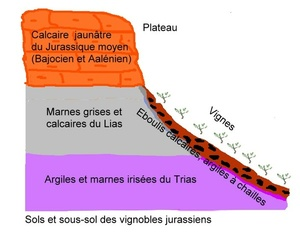 Calcaire jaunâtre
du Jurassique moyen
(Bajocien et Aalénien)
Plateau
Vignes
Eboulis calcaires, argiles à chailles
Marnes grises et
calcaires du Lias
Argiles et marnes irisées du Trias
Sols et sous-sol des vignobles jurassiens